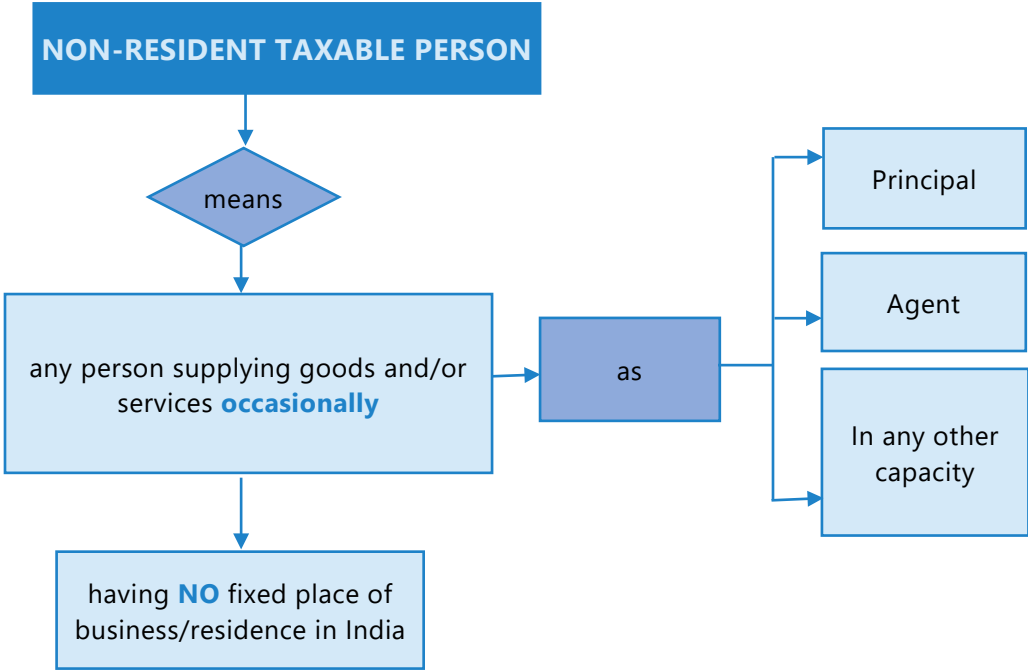 NON-RESIDENT TAXABLE PERSON
means
any person supplying goods and/or
services occasionally
as
Principal
Agent
In any other
capacity
having NO fixed place of
business/residence in India